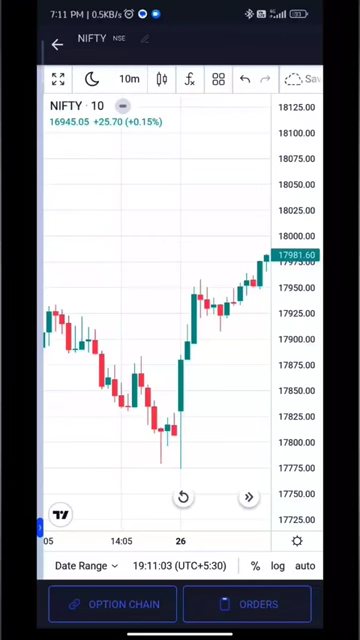 7:11 PM | 0.5KB/s
NIFTY NSE
10m
Sav
NIFTY · 10
16945.05 +25.70 (+0.15%)
18125.00
18100.00
18075.00
18050.00
18025.00
18000.00
17981.60
17975.00
17950.00
17925.00
17900.00
17875.00
17850.00
17825.00
17800.00
17775.00
17750.00
17725.00
05 14:05 26
Date Range 19:11:03 (UTC+5:30) % log auto
OPTION CHAIN ORDERS